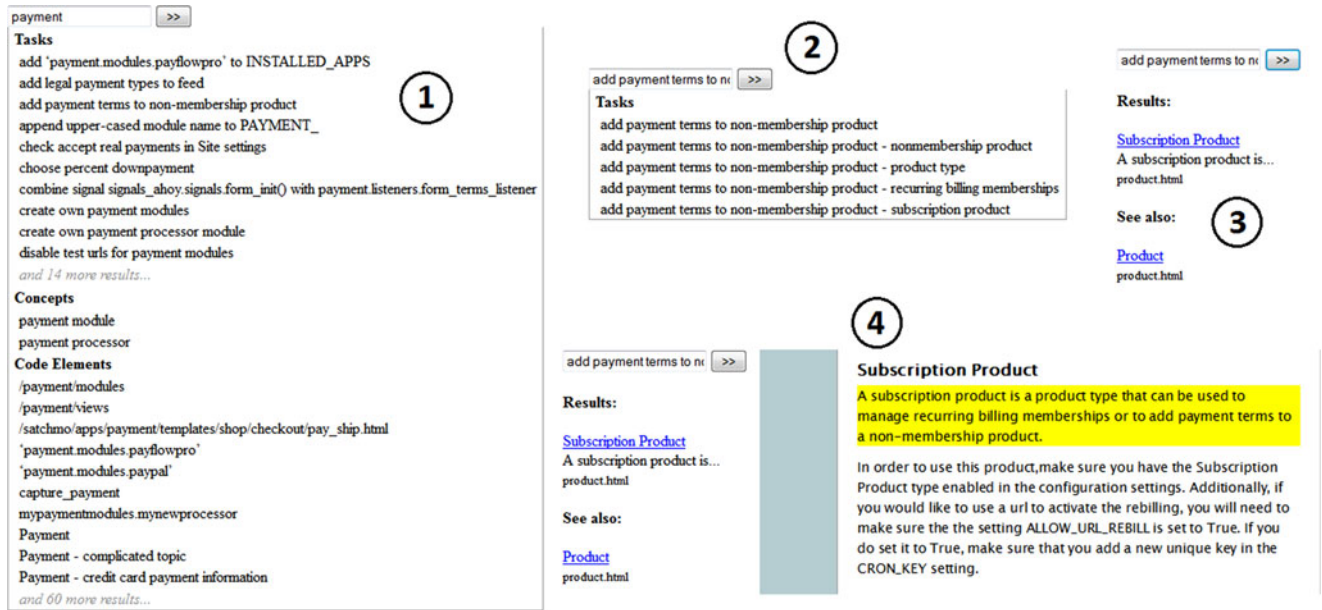 payment >>
Tasks
add ‘payment.modules.payflowpro’ to INSTALLED_APPS
add legal payment types to feed
add payment terms to non-membership product
append upper-cased module name to PAYMENT_
check accept real payments in Site settings
choose percent downpayment
combine signal signals_ahoy.signals.form_init() with payment.listeners.form_terms_listener
create own payment modules
create own payment processor module
disable test urls for payment modules
and 14 more results...
Concepts
payment module
payment processor
Code Elements
/payment/modules
/payment/views
/satchmo/apps/payment/templates/shop/checkout/pay_ship.html
‘payment.modules.payflowpro’
‘payment.modules.paypal’
capture_payment
mypaymentmodules.mynewprocessor
Payment
Payment - complicated topic
Payment - credit card payment information
and 60 more results...
1
2
add payment terms to no >>
Tasks
add payment terms to non-membership product
add payment terms to non-membership product - nonmembership product
add payment terms to non-membership product - product type
add payment terms to non-membership product - recurring billing memberships
add payment terms to non-membership product - subscription product
add payment terms to no >>
Results:
Subscription Product
A subscription product is...
product.html
See also:
3
Product
product.html
4
add payment terms to no >>
Results:
Subscription Product
A subscription product is...
product.html
See also:
Product
product.html
Subscription Product
A subscription product is a product type that can be used to
manage recurring billing memberships or to add payment terms to
a non-membership product.
In order to use this product,make sure you have the Subscription
Product type enabled in the configuration settings. Additionally, if
you would like to use a url to activate the rebilling, you will need to
make sure the the setting ALLOW_URL_REBILL is set to True. If you
do set it to True, make sure that you add a new unique key in the
CRON_KEY setting.